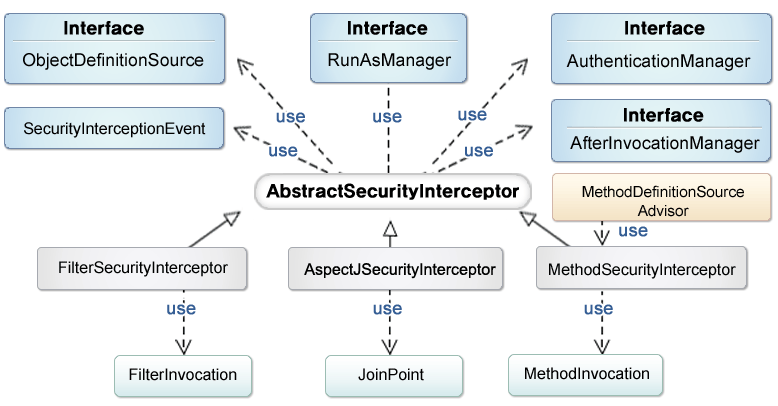 Interface
ObjectDefinitionSource
Interface
RunAsManager
Interface
AuthenticationManager
SecurityInterceptionEvent
use
use
use
Interface
AfterInvocationManager
use
use
AbstractSecurityInterceptor
MethodDefinitionSource
Advisor
use
FilterSecurityInterceptor
AspectJSecurityInterceptor
MethodSecurityInterceptor
use
use
use
FilterInvocation
JoinPoint
MethodInvocation